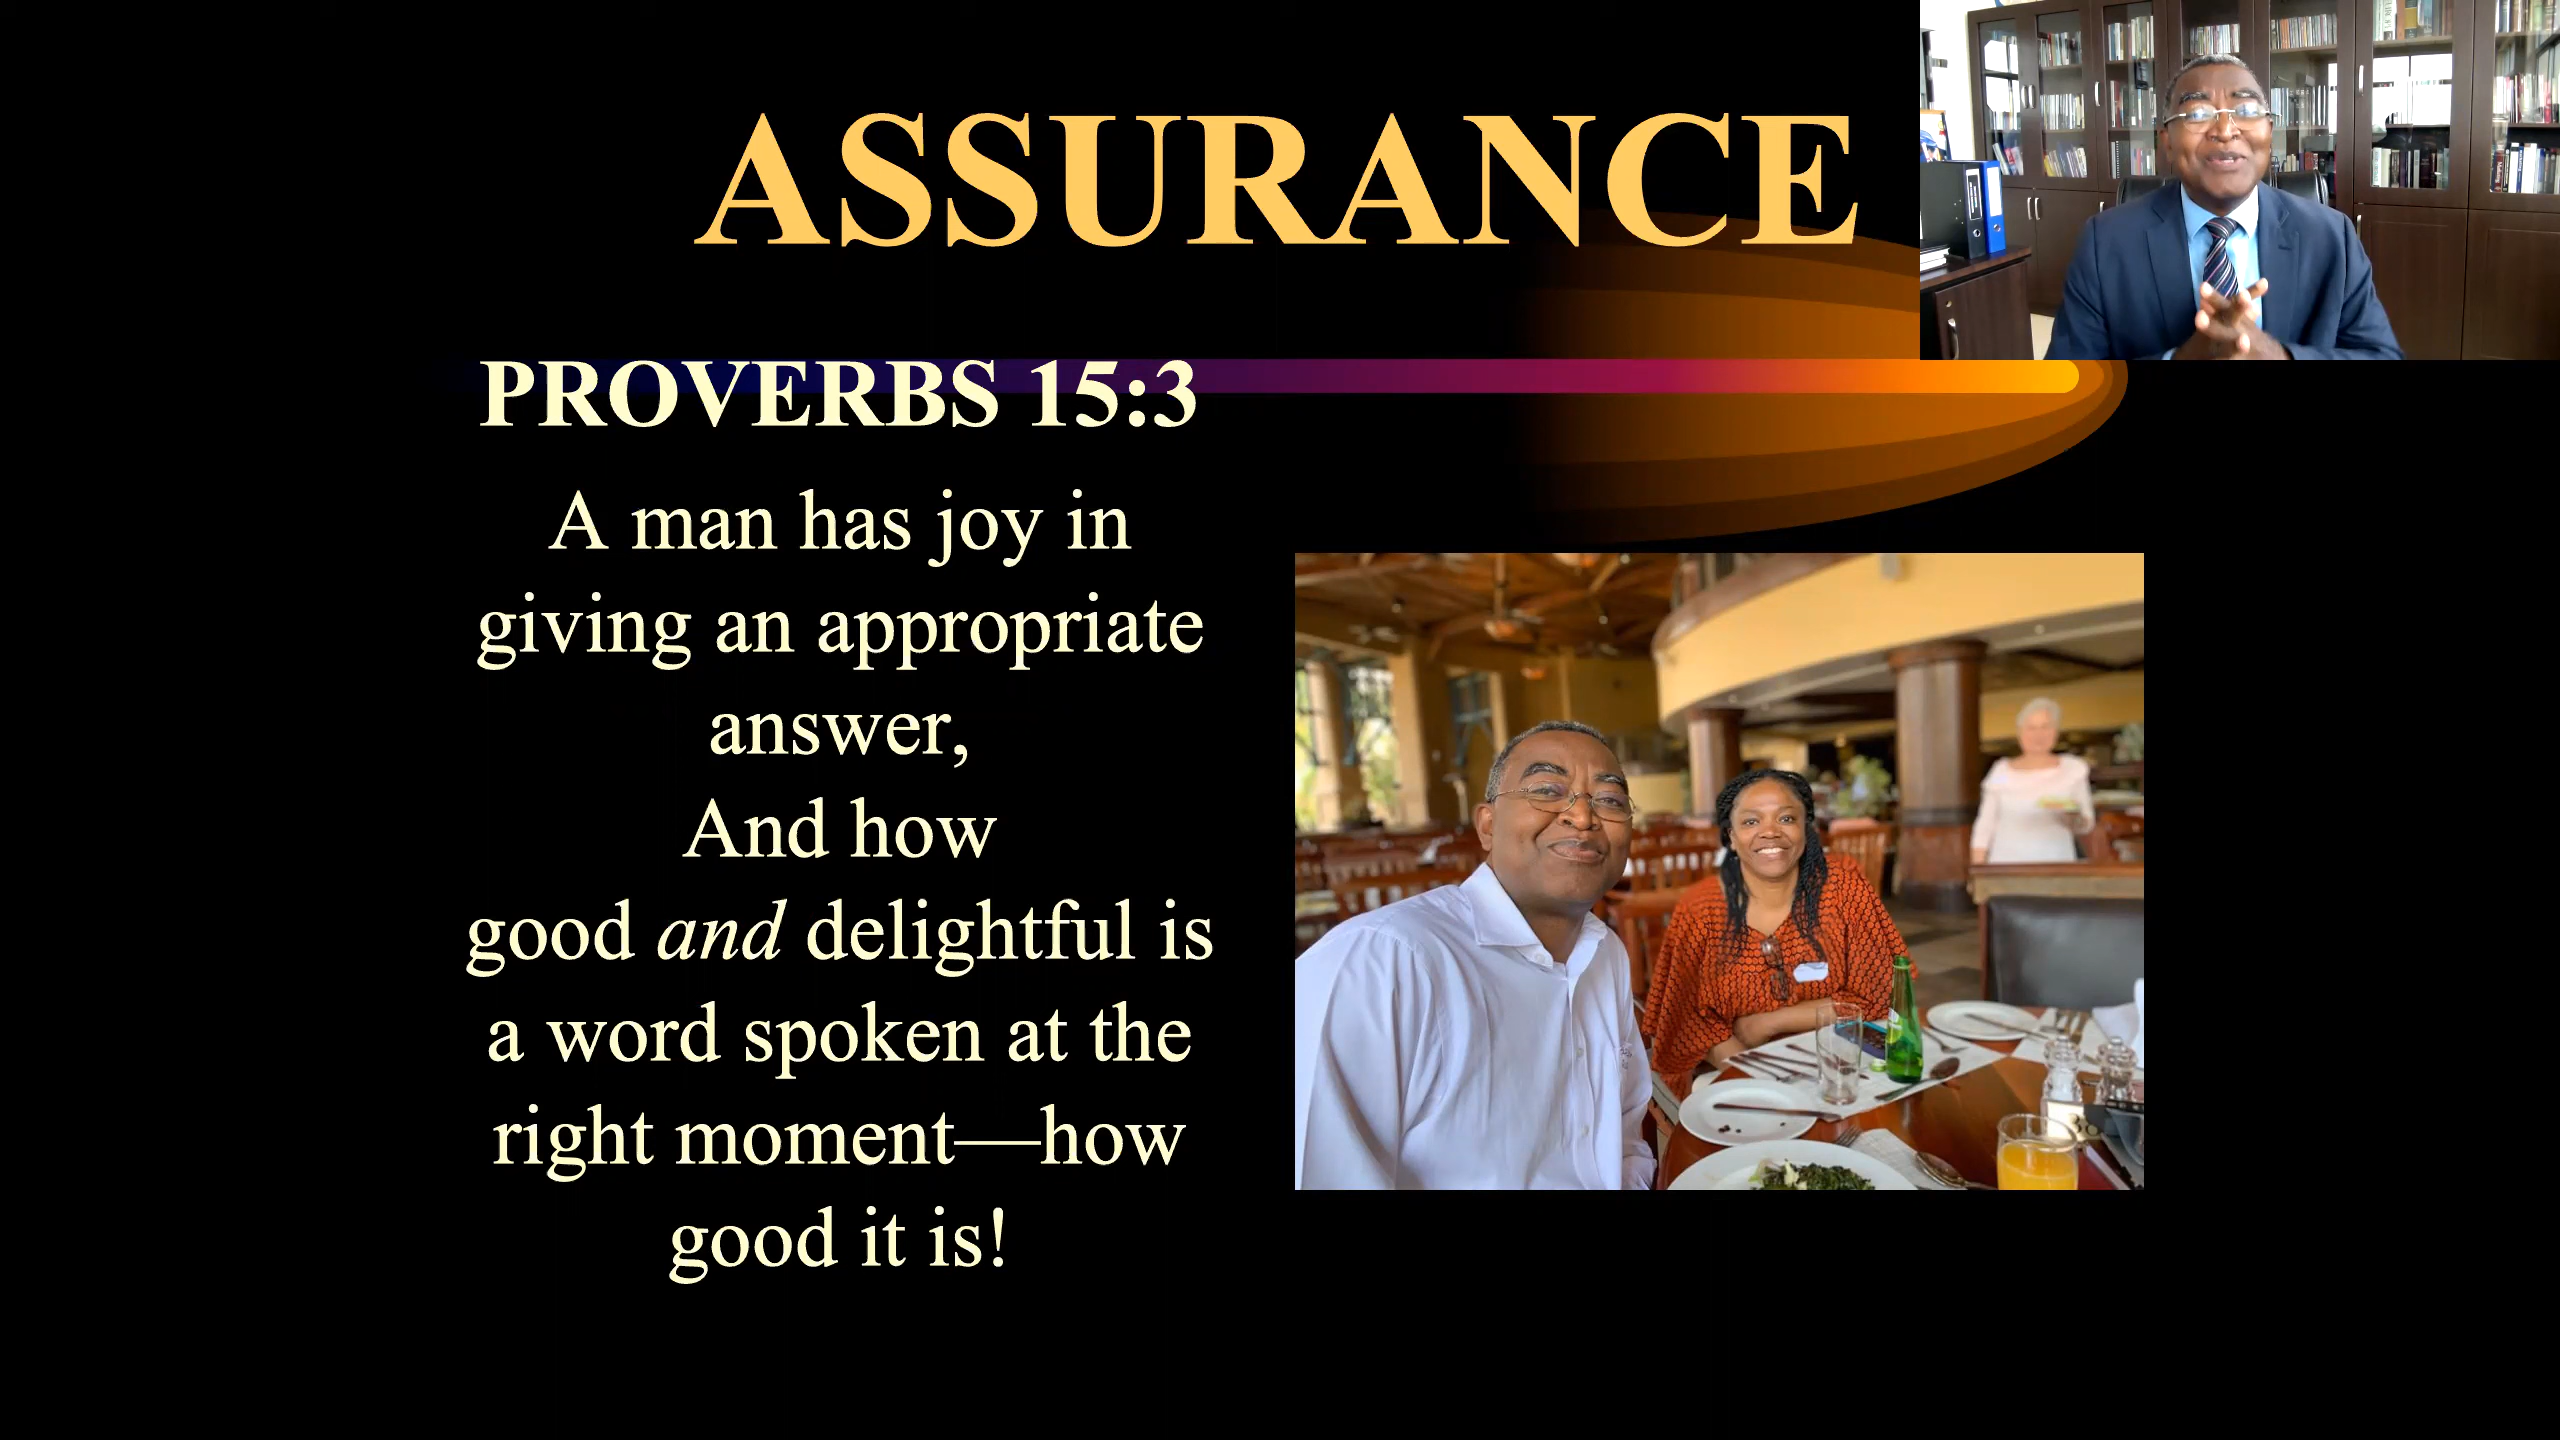 ASSURANCE
PROVERBS 15:3
A man has joy in
giving an appropriate
answer,
And how
good and delightful is
a word spoken at the
right moment—how
good it is!